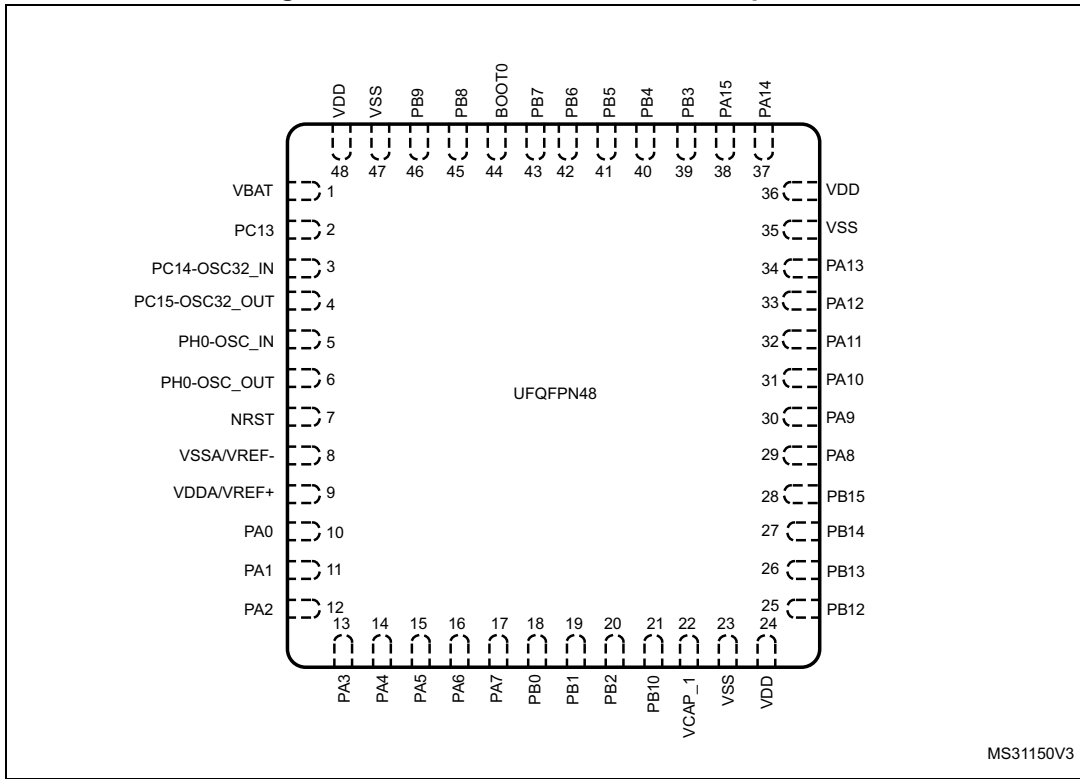 VDD
VSS
PB9
PB8
BOOT0
PB7
PB6
PB5
PB4
PB3
PA15
PA14
48 47 46 45 44 43 42 41 40 39 38 37
VBAT 1 36 VDD
PC13 2 35 VSS
PC14-OSC32_IN 3 34 PA13
PC15-OSC32_OUT 4 33 PA12
PH0-OSC_IN 5 32 PA11
PH0-OSC_OUT 6 31 PA10
UFQFPN48
NRST 7 30 PA9
VSSA/VREF- 8 29 PA8
VDDA/VREF+ 9 28 PB15
PA0 10 27 PB14
PA1 11 26 PB13
PA2 12 25 PB12
13 14 15 16 17 18 19 20 21 22 23 24
PA3
PA4
PA5
PA6
PA7
PB0
PB1
PB2
PB10
VCAP_1
VSS
VDD
MS31150V3